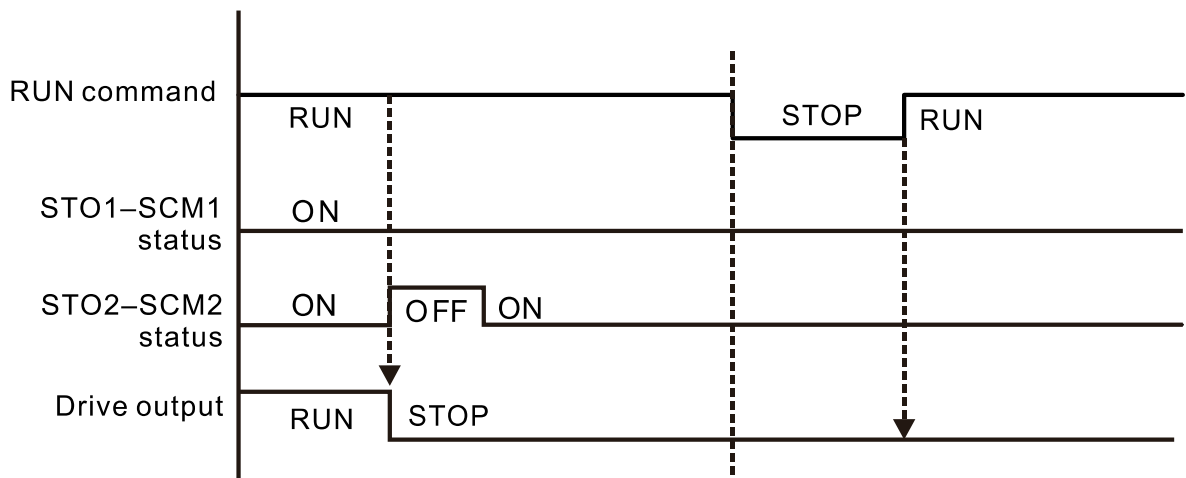 RUN command
RUN
STOP
RUN
STO1–SCM1
status
ON
STO2–SCM2
status
ON
OFF
ON
Drive output
RUN
STOP